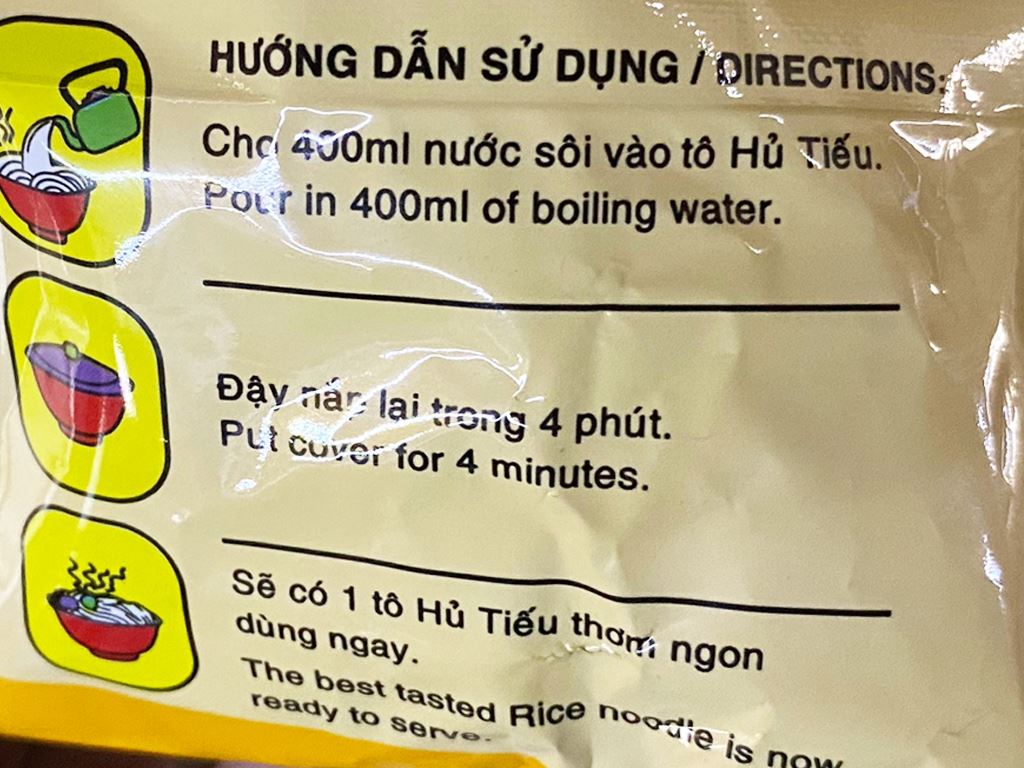 HƯỚNG DẪN SỬ DỤNG / DIRECTIONS:
Cho 400ml nước sôi vào tô Hủ Tiếu.
Pour in 400ml of boiling water.
Đậy nắp lại trong 4 phút.
Put cover for 4 minutes.
Sẽ có 1 tô Hủ Tiếu thơm ngon
dùng ngay.
The best tasted Rice noodle is now
ready to serve.